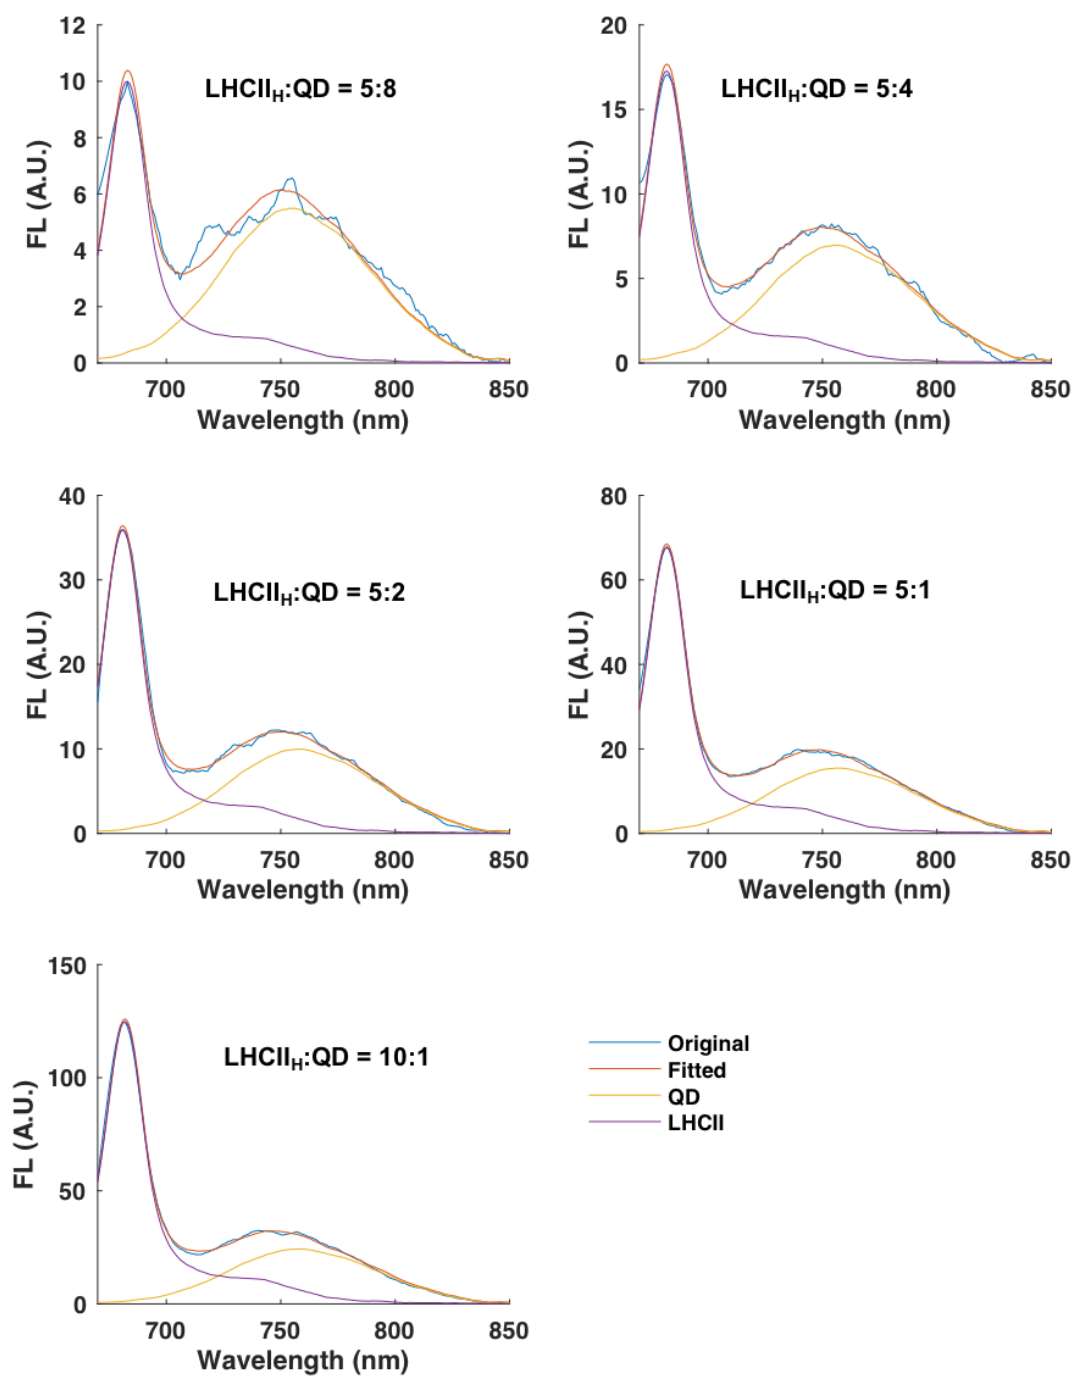 12
10
8
6
4
2
0
FL (A.U.)
LHCII_H:QD = 5:8
700 750 800 850
Wavelength (nm)
20
15
10
5
0
FL (A.U.)
LHCII_H:QD = 5:4
700 750 800 850
Wavelength (nm)
40
30
20
10
0
FL (A.U.)
LHCII_H:QD = 5:2
700 750 800 850
Wavelength (nm)
80
60
40
20
0
FL (A.U.)
LHCII_H:QD = 5:1
700 750 800 850
Wavelength (nm)
150
100
50
0
FL (A.U.)
LHCII_H:QD = 10:1
700 750 800 850
Wavelength (nm)
Original
Fitted
QD
LHCII